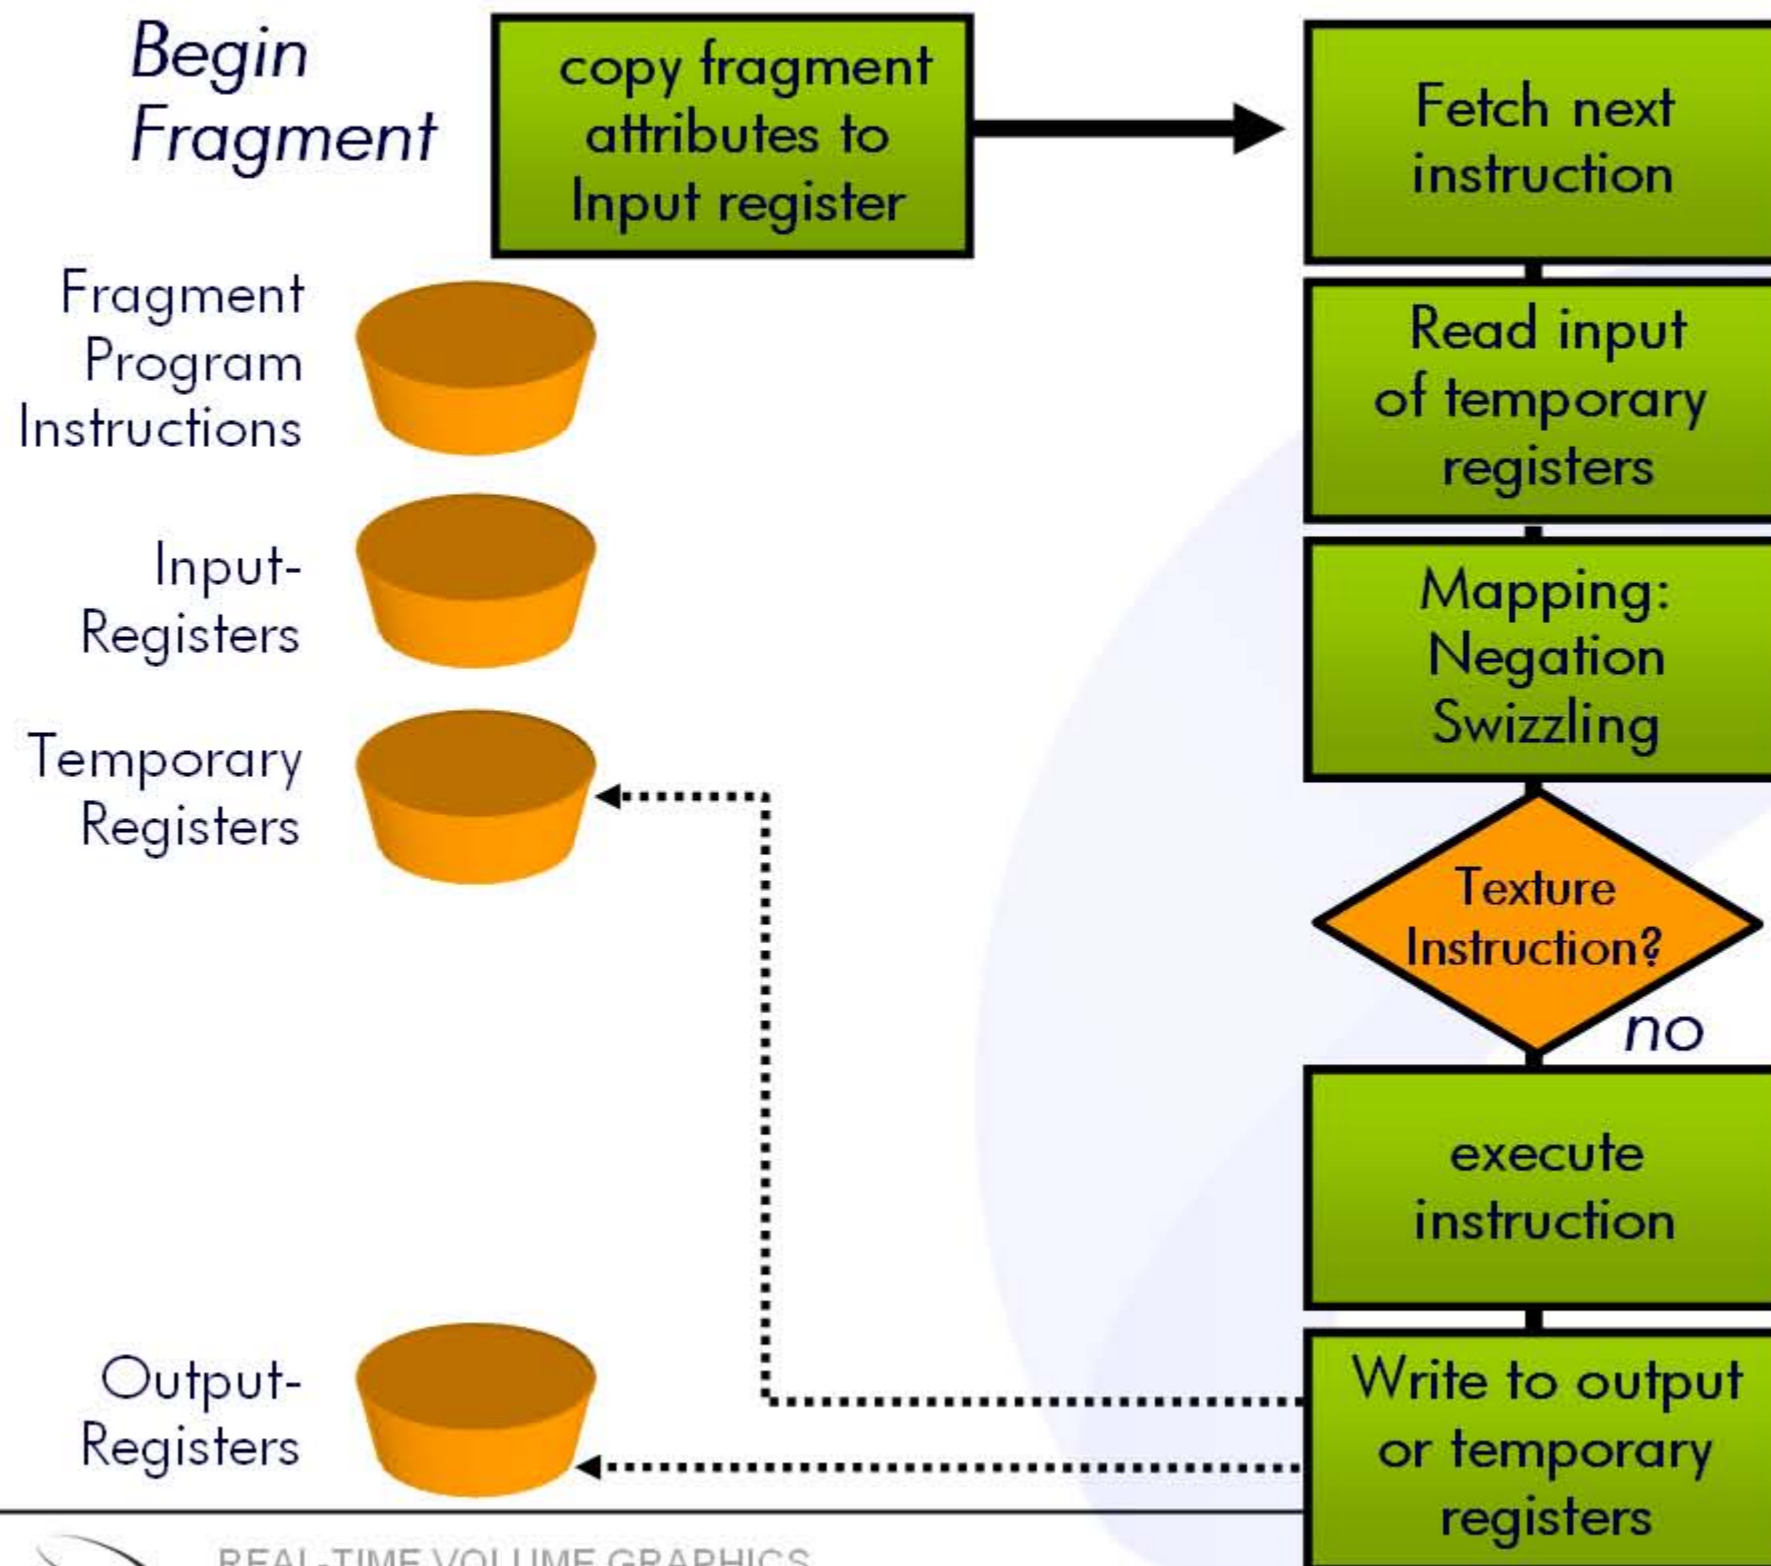 Begin
Fragment
copy fragment
attributes to
Input register
Fetch next
instruction
Fragment
Program
Instructions
Read input
of temporary
registers
Input-
Registers
Mapping:
Negation
Swizzling
Temporary
Registers
Texture
Instruction?
no
execute
instruction
Output-
Registers
Write to output
or temporary
registers
REAL-TIME VOLUME GRAPHICS